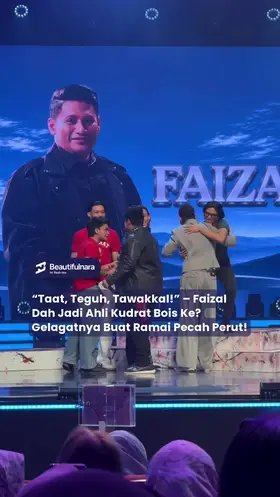 FAIZA
Beautifulnara
“Taat, Teguh, Tawakkal!” – Faizal
Dah Jadi Ahli Kudrat Bois Ke?
Gelagatnya Buat Ramai Pecah Perut!